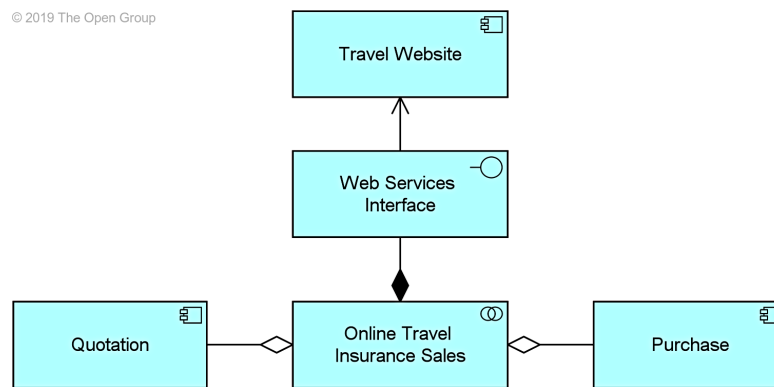 © 2019 The Open Group
Travel Website
Web Services
Interface
Quotation
Online Travel
Insurance Sales
Purchase